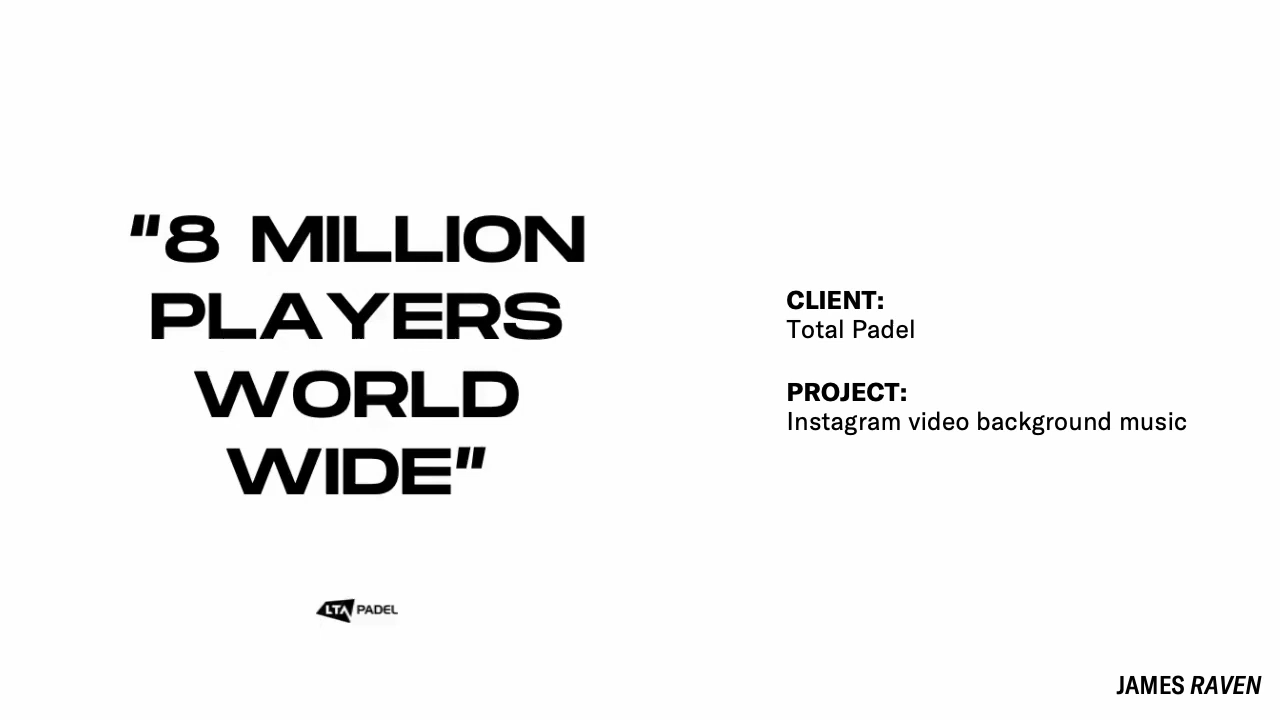 "8 MILLION
PLAYERS
WORLD
WIDE"
LTA PADEL
CLIENT:
Total Padel
PROJECT:
Instagram video background music
JAMES RAVEN